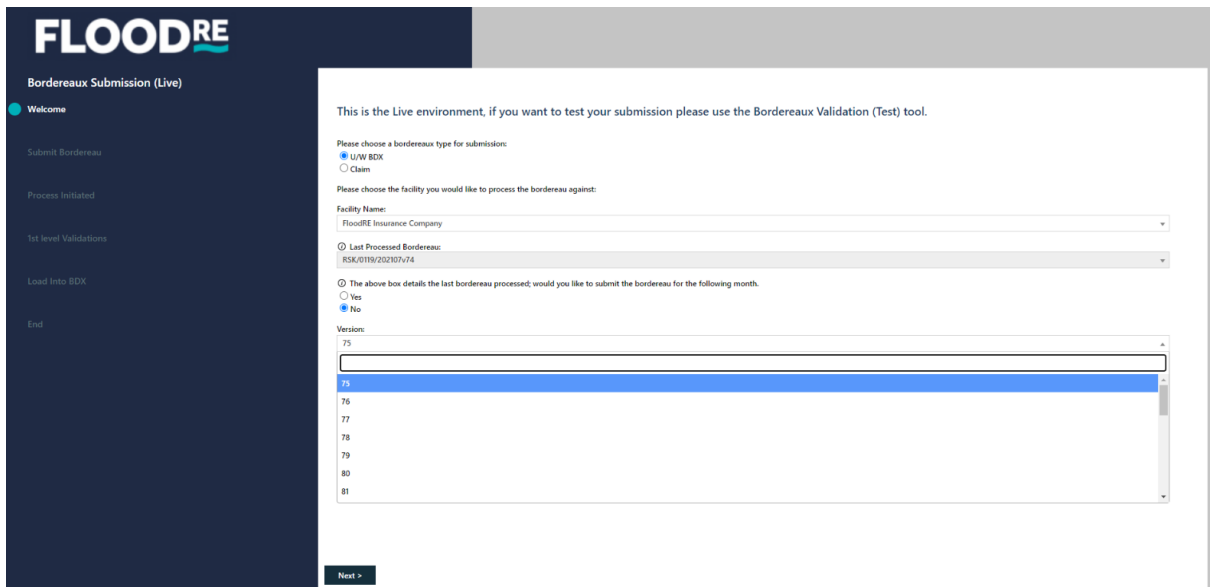 FLOODRE
Bordereaux Submission (Live)
Welcome
Submit Bordereau
Process Initiated
1st level Validations
Load Into BDX
End
This is the Live environment, if you want to test your submission please use the Bordereaux Validation (Test) tool.
Please choose a bordereaux type for submission:
U/W BDX
Claim
Please choose the facility you would like to process the bordereau against:
Facility Name:
FloodRE Insurance Company
Last Processed Bordereau:
RSK/0119/202107v74
The above box details the last bordereau processed; would you like to submit the bordereau for the following month.
Yes
No
Version:
75
75
76
77
78
79
80
81
Next >